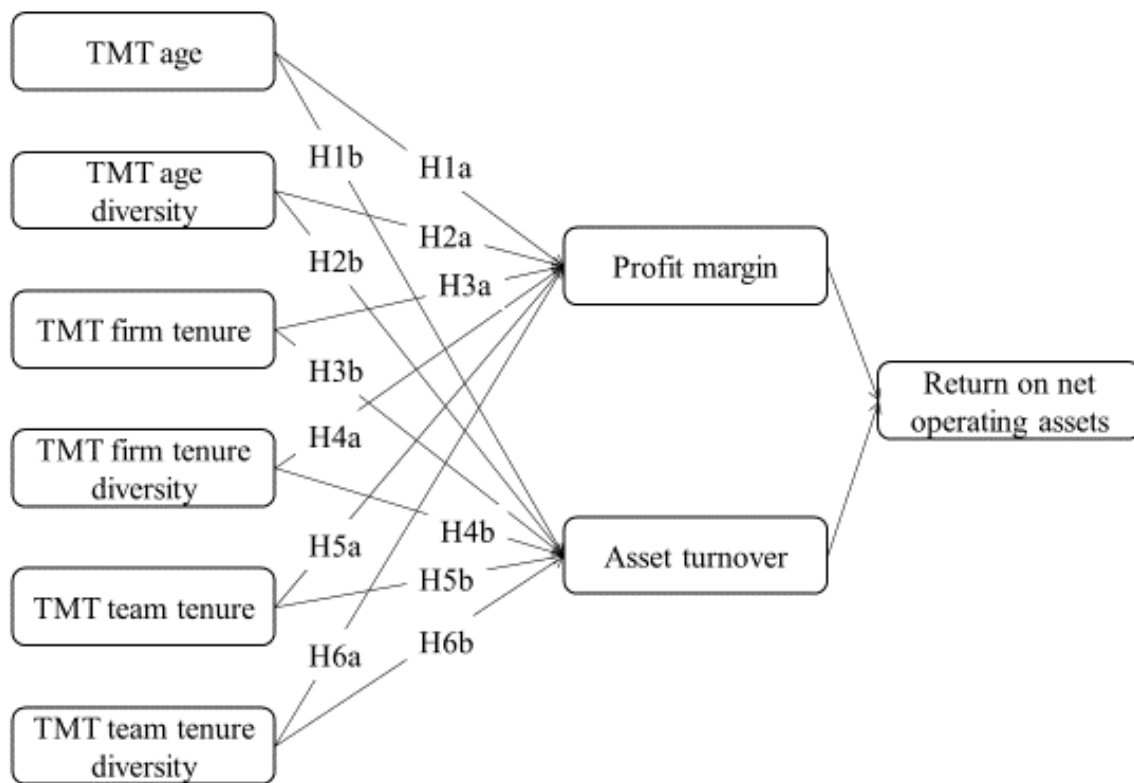 TMT age
H1b
H1a
TMT age
diversity
H2a
H2b
Profit margin
H3a
TMT firm tenure
H3b
Return on net
operating assets
H4a
TMT firm tenure
diversity
H4b
H5a
Asset turnover
H5b
TMT team tenure
H6b
H6a
TMT team tenure
diversity